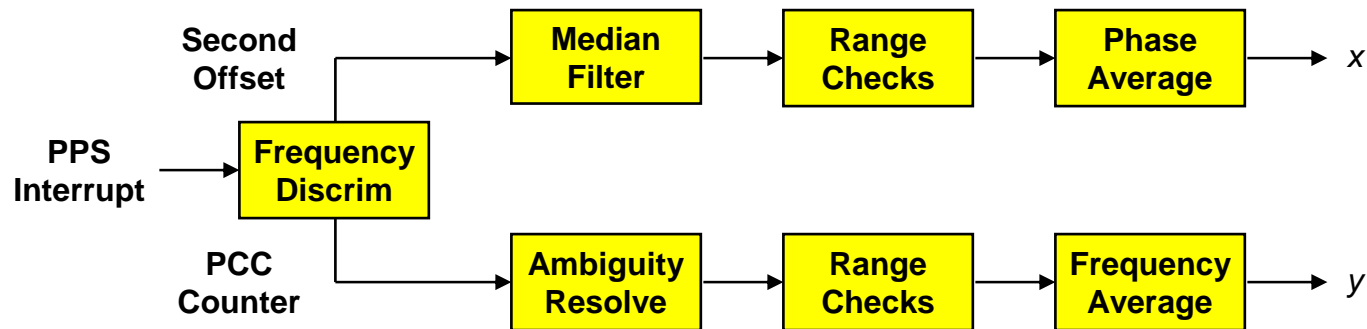 Second
Offset
Median
Filter
Range
Checks
Phase
Average
x
PPS
Interrupt
Frequency
Discrim
PCC
Counter
Ambiguity
Resolve
Range
Checks
Frequency
Average
y